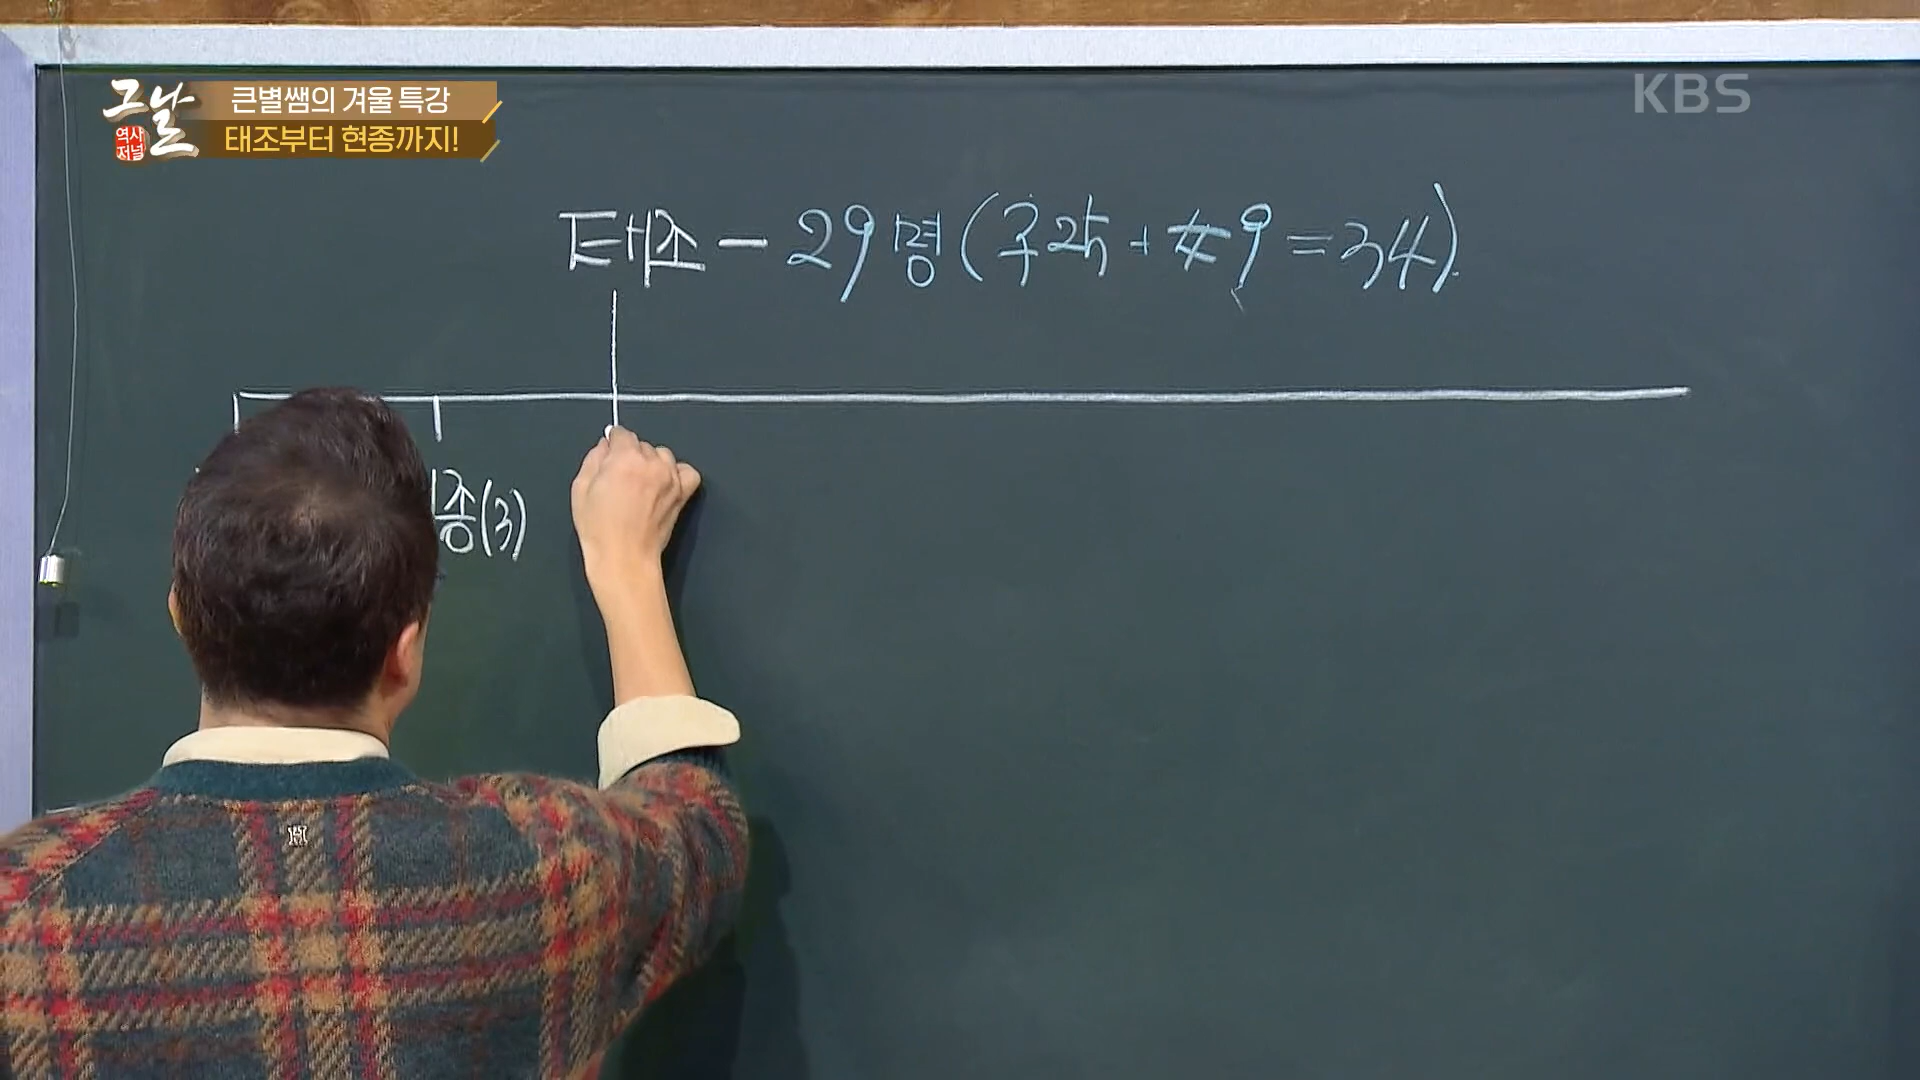 그날
역사
저널
큰별쌤의 겨울 특강
태조부터 현종까지!
KBS
태조 - 29명 (子25 + 女9 = 34)
종(3)